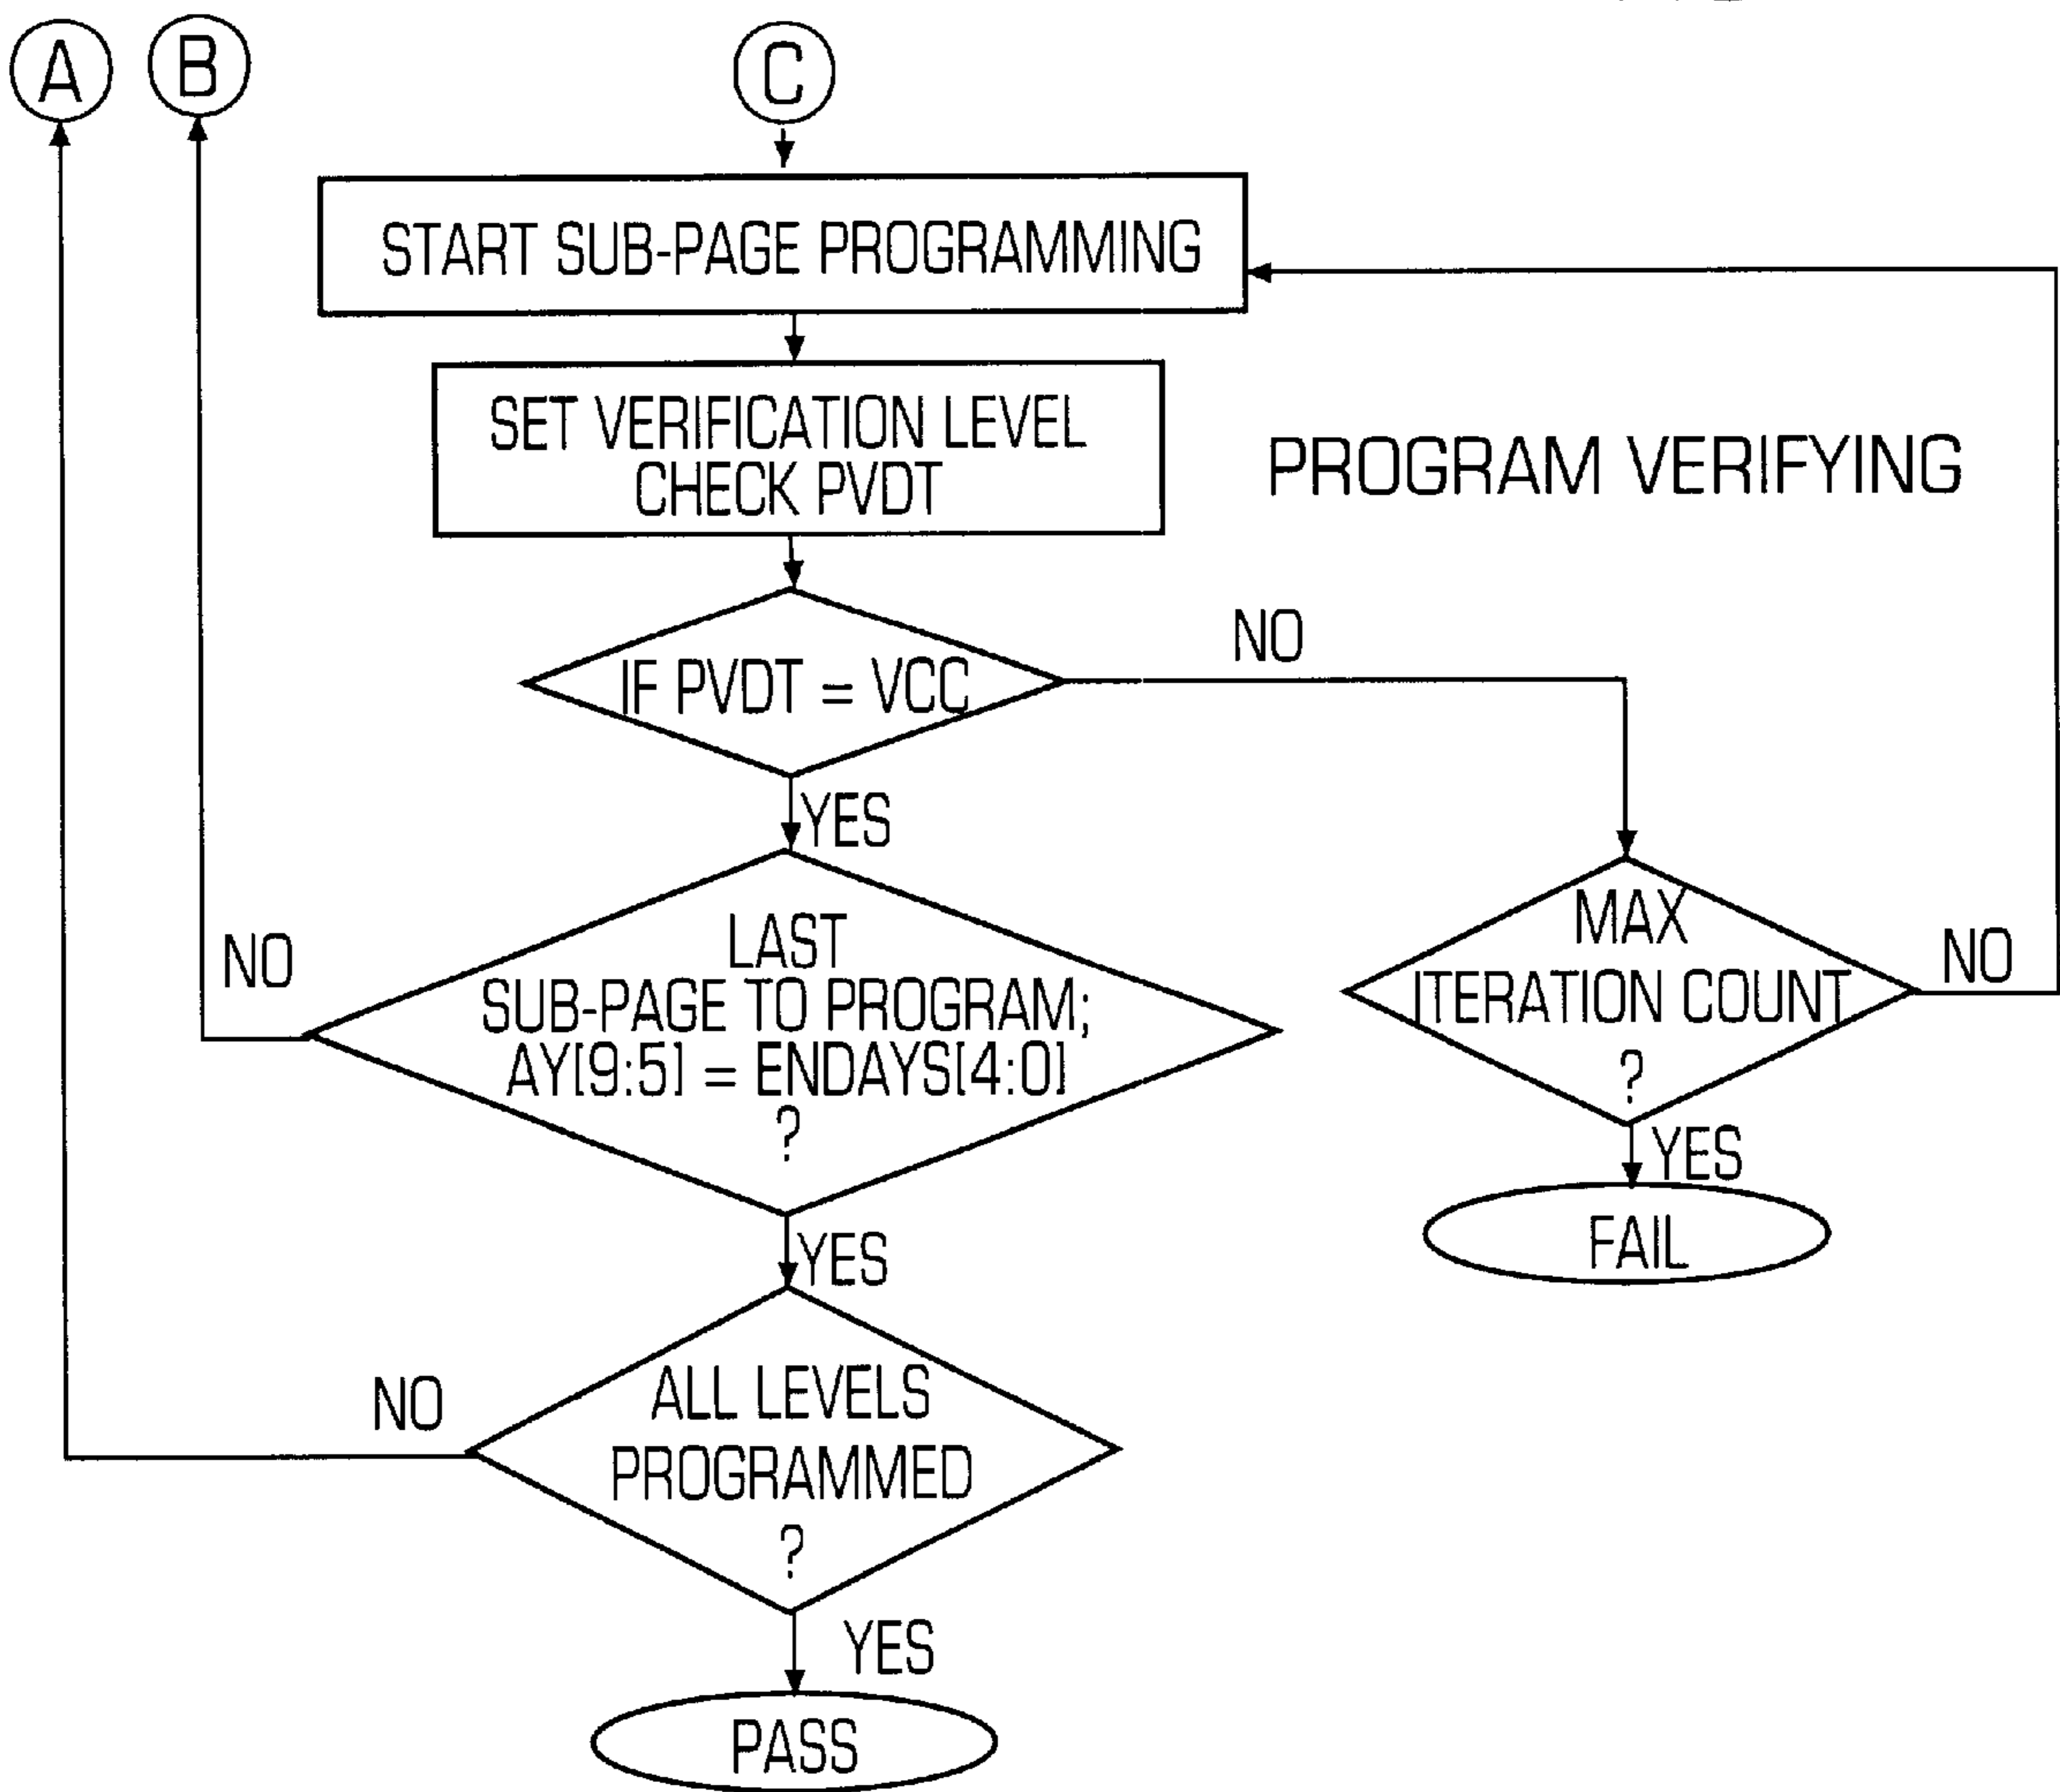 A
B
C
START SUB-PAGE PROGRAMMING
SET VERIFICATION LEVEL
CHECK PVDT
PROGRAM VERIFYING
IF PVDT = VCC
NO
YES
LAST
SUB-PAGE TO PROGRAM;
AY[9:5] = ENDAYS[4:0]
?
NO
MAX
ITERATION COUNT
?
NO
YES
FAIL
YES
ALL LEVELS
PROGRAMMED
?
NO
YES
PASS